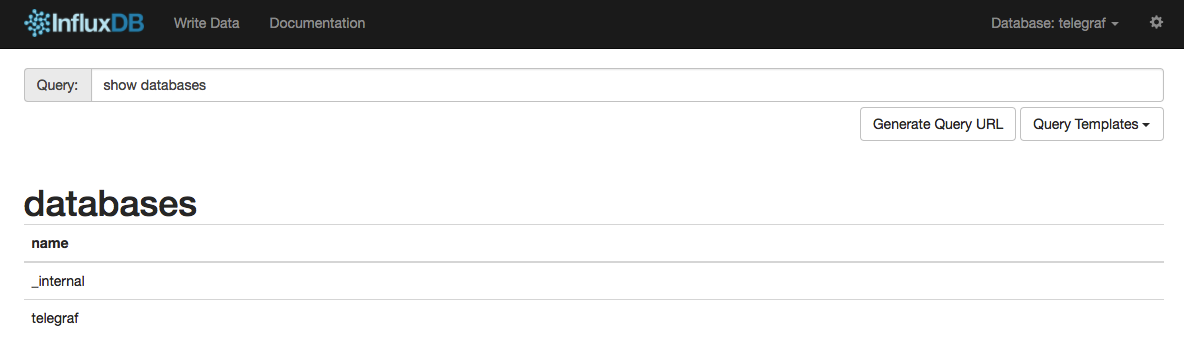 InfluxDB Write Data Documentation Database: telegraf
Query: show databases
Generate Query URL Query Templates
databases
name
_internal
telegraf